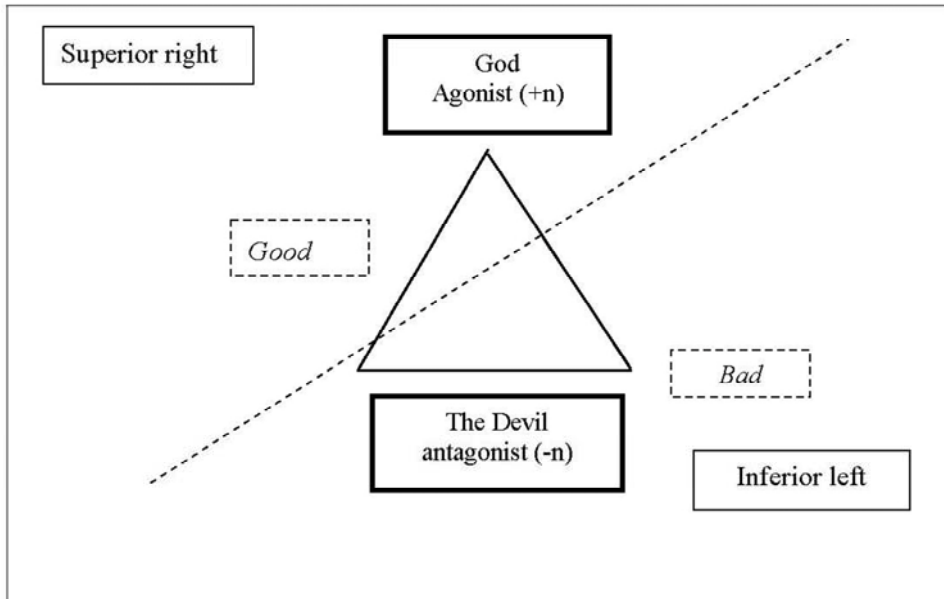 Superior right
God
Agonist (+n)
Good
Bad
The Devil
antagonist (-n)
Inferior left